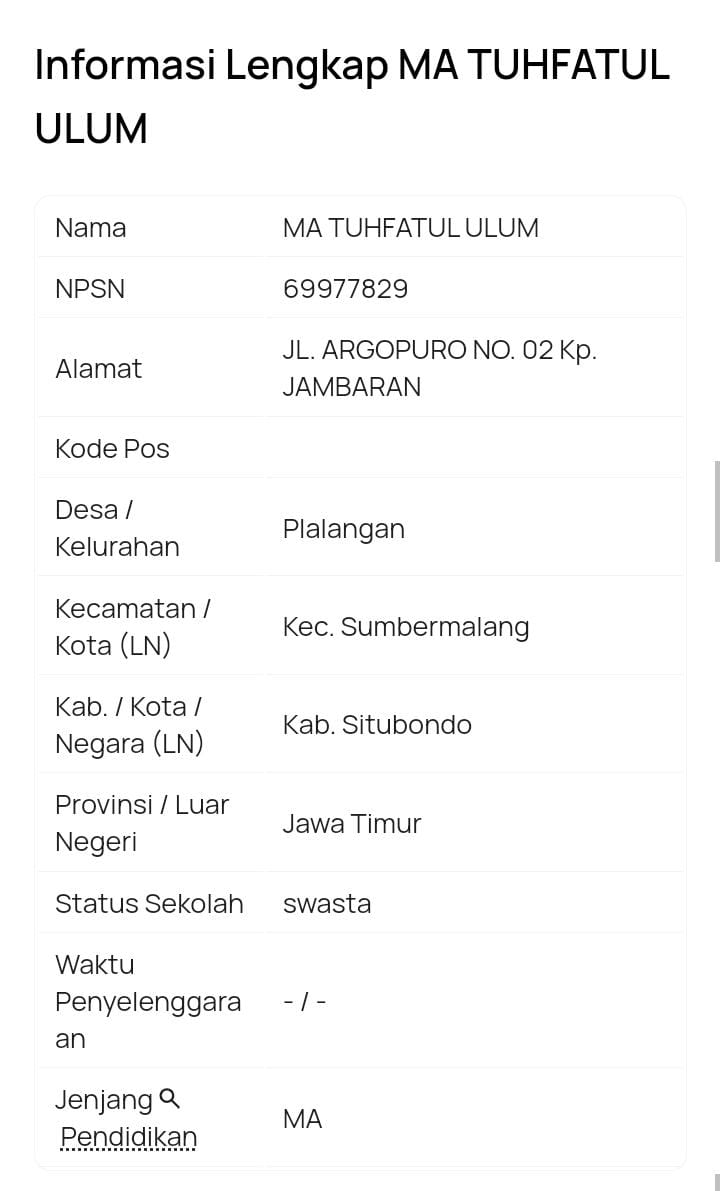 Informasi Lengkap MA TUHFATUL
ULUM
Nama MA TUHFATUL ULUM
NPSN 69977829
Alamat JL. ARGOPURO NO. 02 Kp.
JAMBARAN
Kode Pos
Desa /
Kelurahan
Plalangan
Kecamatan /
Kota (LN)
Kec. Sumbermalang
Kab. / Kota /
Negara (LN)
Kab. Situbondo
Provinsi / Luar
Negeri
Jawa Timur
Status Sekolah swasta
Waktu
Penyelenggara
an
- / -
Jenjang
Pendidikan
MA